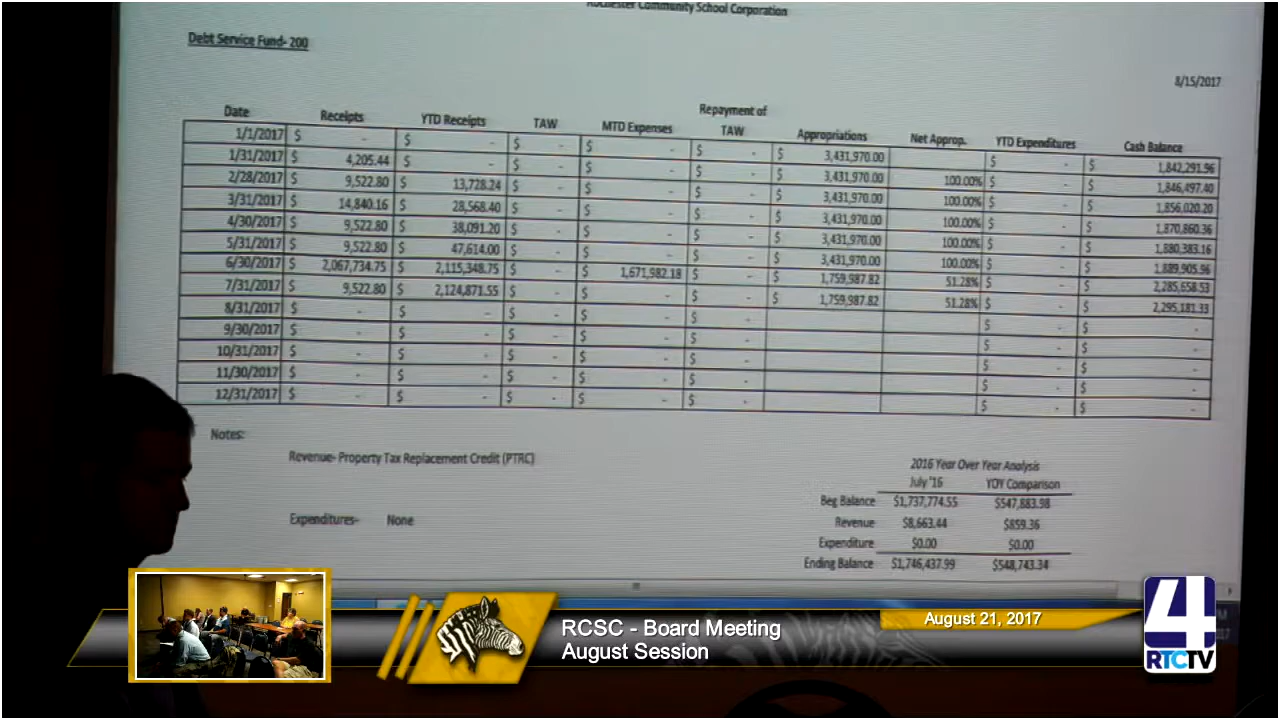 Rochester Community School Corporation
Debt Service Fund- 200
8/15/2017
Date Receipts YTD Receipts TAW MTD Expenses Repayment of TAW Appropriations Net Approp. YTD Expenditures Cash Balance
1/1/2017 $ - $ - $ - $ - $ - $ 3,431,970.00 $ - $ 1,842,291.96
1/31/2017 $ 4,205.44 $ - $ - $ - $ - $ 3,431,970.00 100.00% $ - $ 1,846,497.40
2/28/2017 $ 9,522.80 $ 13,728.24 $ - $ - $ - $ 3,431,970.00 100.00% $ - $ 1,856,020.20
3/31/2017 $ 14,840.16 $ 28,568.40 $ - $ - $ - $ 3,431,970.00 100.00% $ - $ 1,870,860.36
4/30/2017 $ 9,522.80 $ 38,091.20 $ - $ - $ - $ 3,431,970.00 100.00% $ - $ 1,880,383.16
5/31/2017 $ 9,522.80 $ 47,614.00 $ - $ - $ - $ 3,431,970.00 100.00% $ - $ 1,889,905.96
6/30/2017 $ 2,067,734.75 $ 2,115,348.75 $ - $ 1,671,982.18 $ - $ 1,759,987.82 51.28% $ - $ 2,285,658.53
7/31/2017 $ 9,522.80 $ 2,124,871.55 $ - $ - $ - $ 1,759,987.82 51.28% $ - $ 2,295,181.33
8/31/2017 $ - $ - $ - $ - $ - $ - $ -
9/30/2017 $ - $ - $ - $ - $ - $ - $ -
10/31/2017 $ - $ - $ - $ - $ - $ - $ -
11/30/2017 $ - $ - $ - $ - $ - $ - $ -
12/31/2017 $ - $ - $ - $ - $ - $ - $ -
Notes:
Revenue- Property Tax Replacement Credit (PTRC)
Expenditures- None
2016 Year Over Year Analysis
July '16 YOY Comparison
Beg Balance $1,737,774.55 $547,883.98
Revenue $8,663.44 $859.36
Expenditure $0.00 $0.00
Ending Balance $1,746,437.99 $548,743.34
RCSC - Board Meeting
August Session
August 21, 2017
4
RTCTV